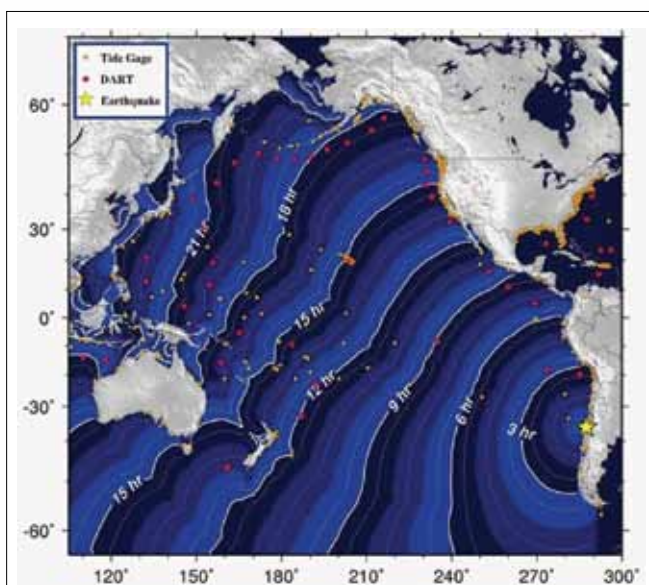 Tide Gage
DART
Earthquake
60˚
30˚
0˚
-30˚
-60˚
21 hr
18 hr
15 hr
12 hr
9 hr
6 hr
3 hr
15 hr
120˚
150˚
180˚
210˚
240˚
270˚
300˚